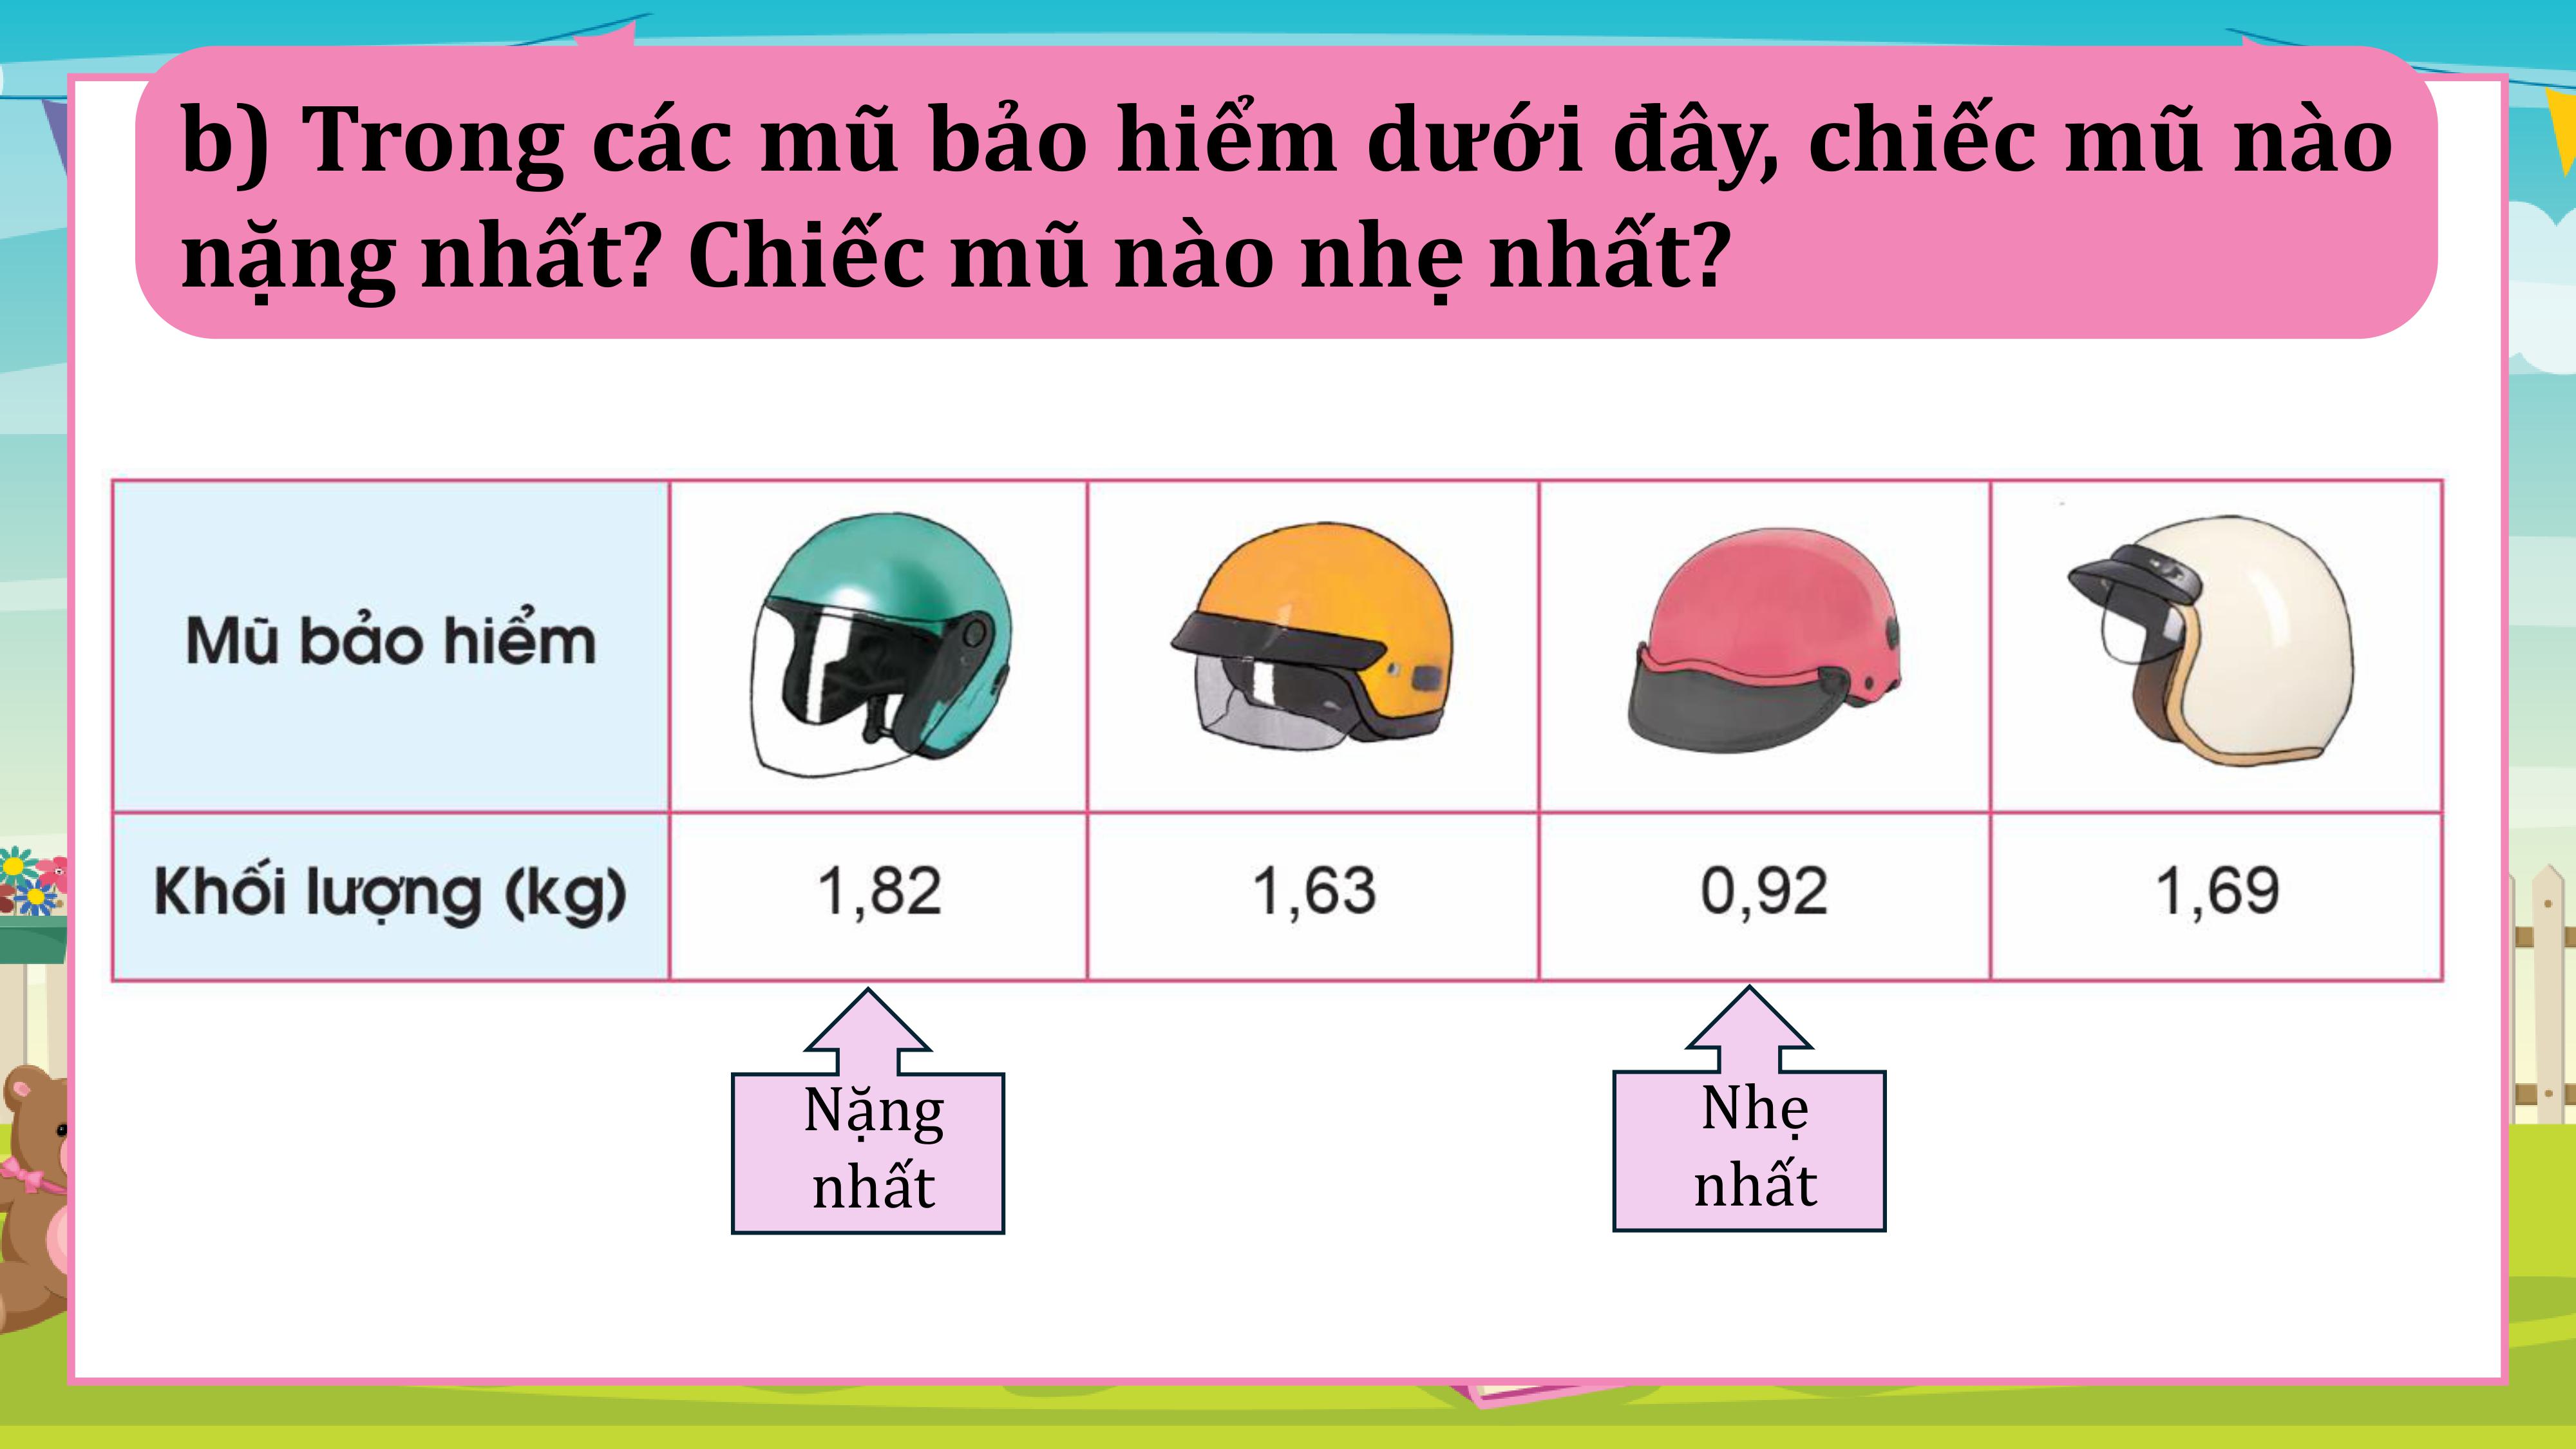 b) Trong các mũ bảo hiểm dưới đây, chiếc mũ nào
nặng nhất? Chiếc mũ nào nhẹ nhất?
Mũ bảo hiểm
Khối lượng (kg) 1,82 1,63 0,92 1,69
Nặng
nhất
Nhẹ
nhất